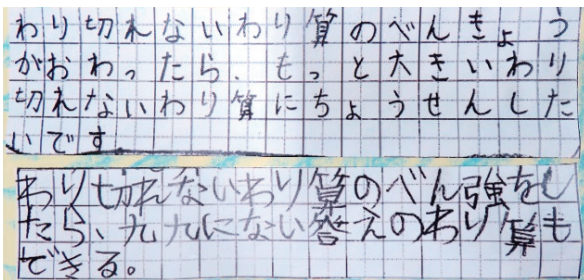 わり切れないわり算のべんきょう
がおわったら、もっと大きいわり
切れないわり算にちょうせんした
いです
わり切れないわり算のべん強をし
たら、九九にない答えのわり算も
できる。